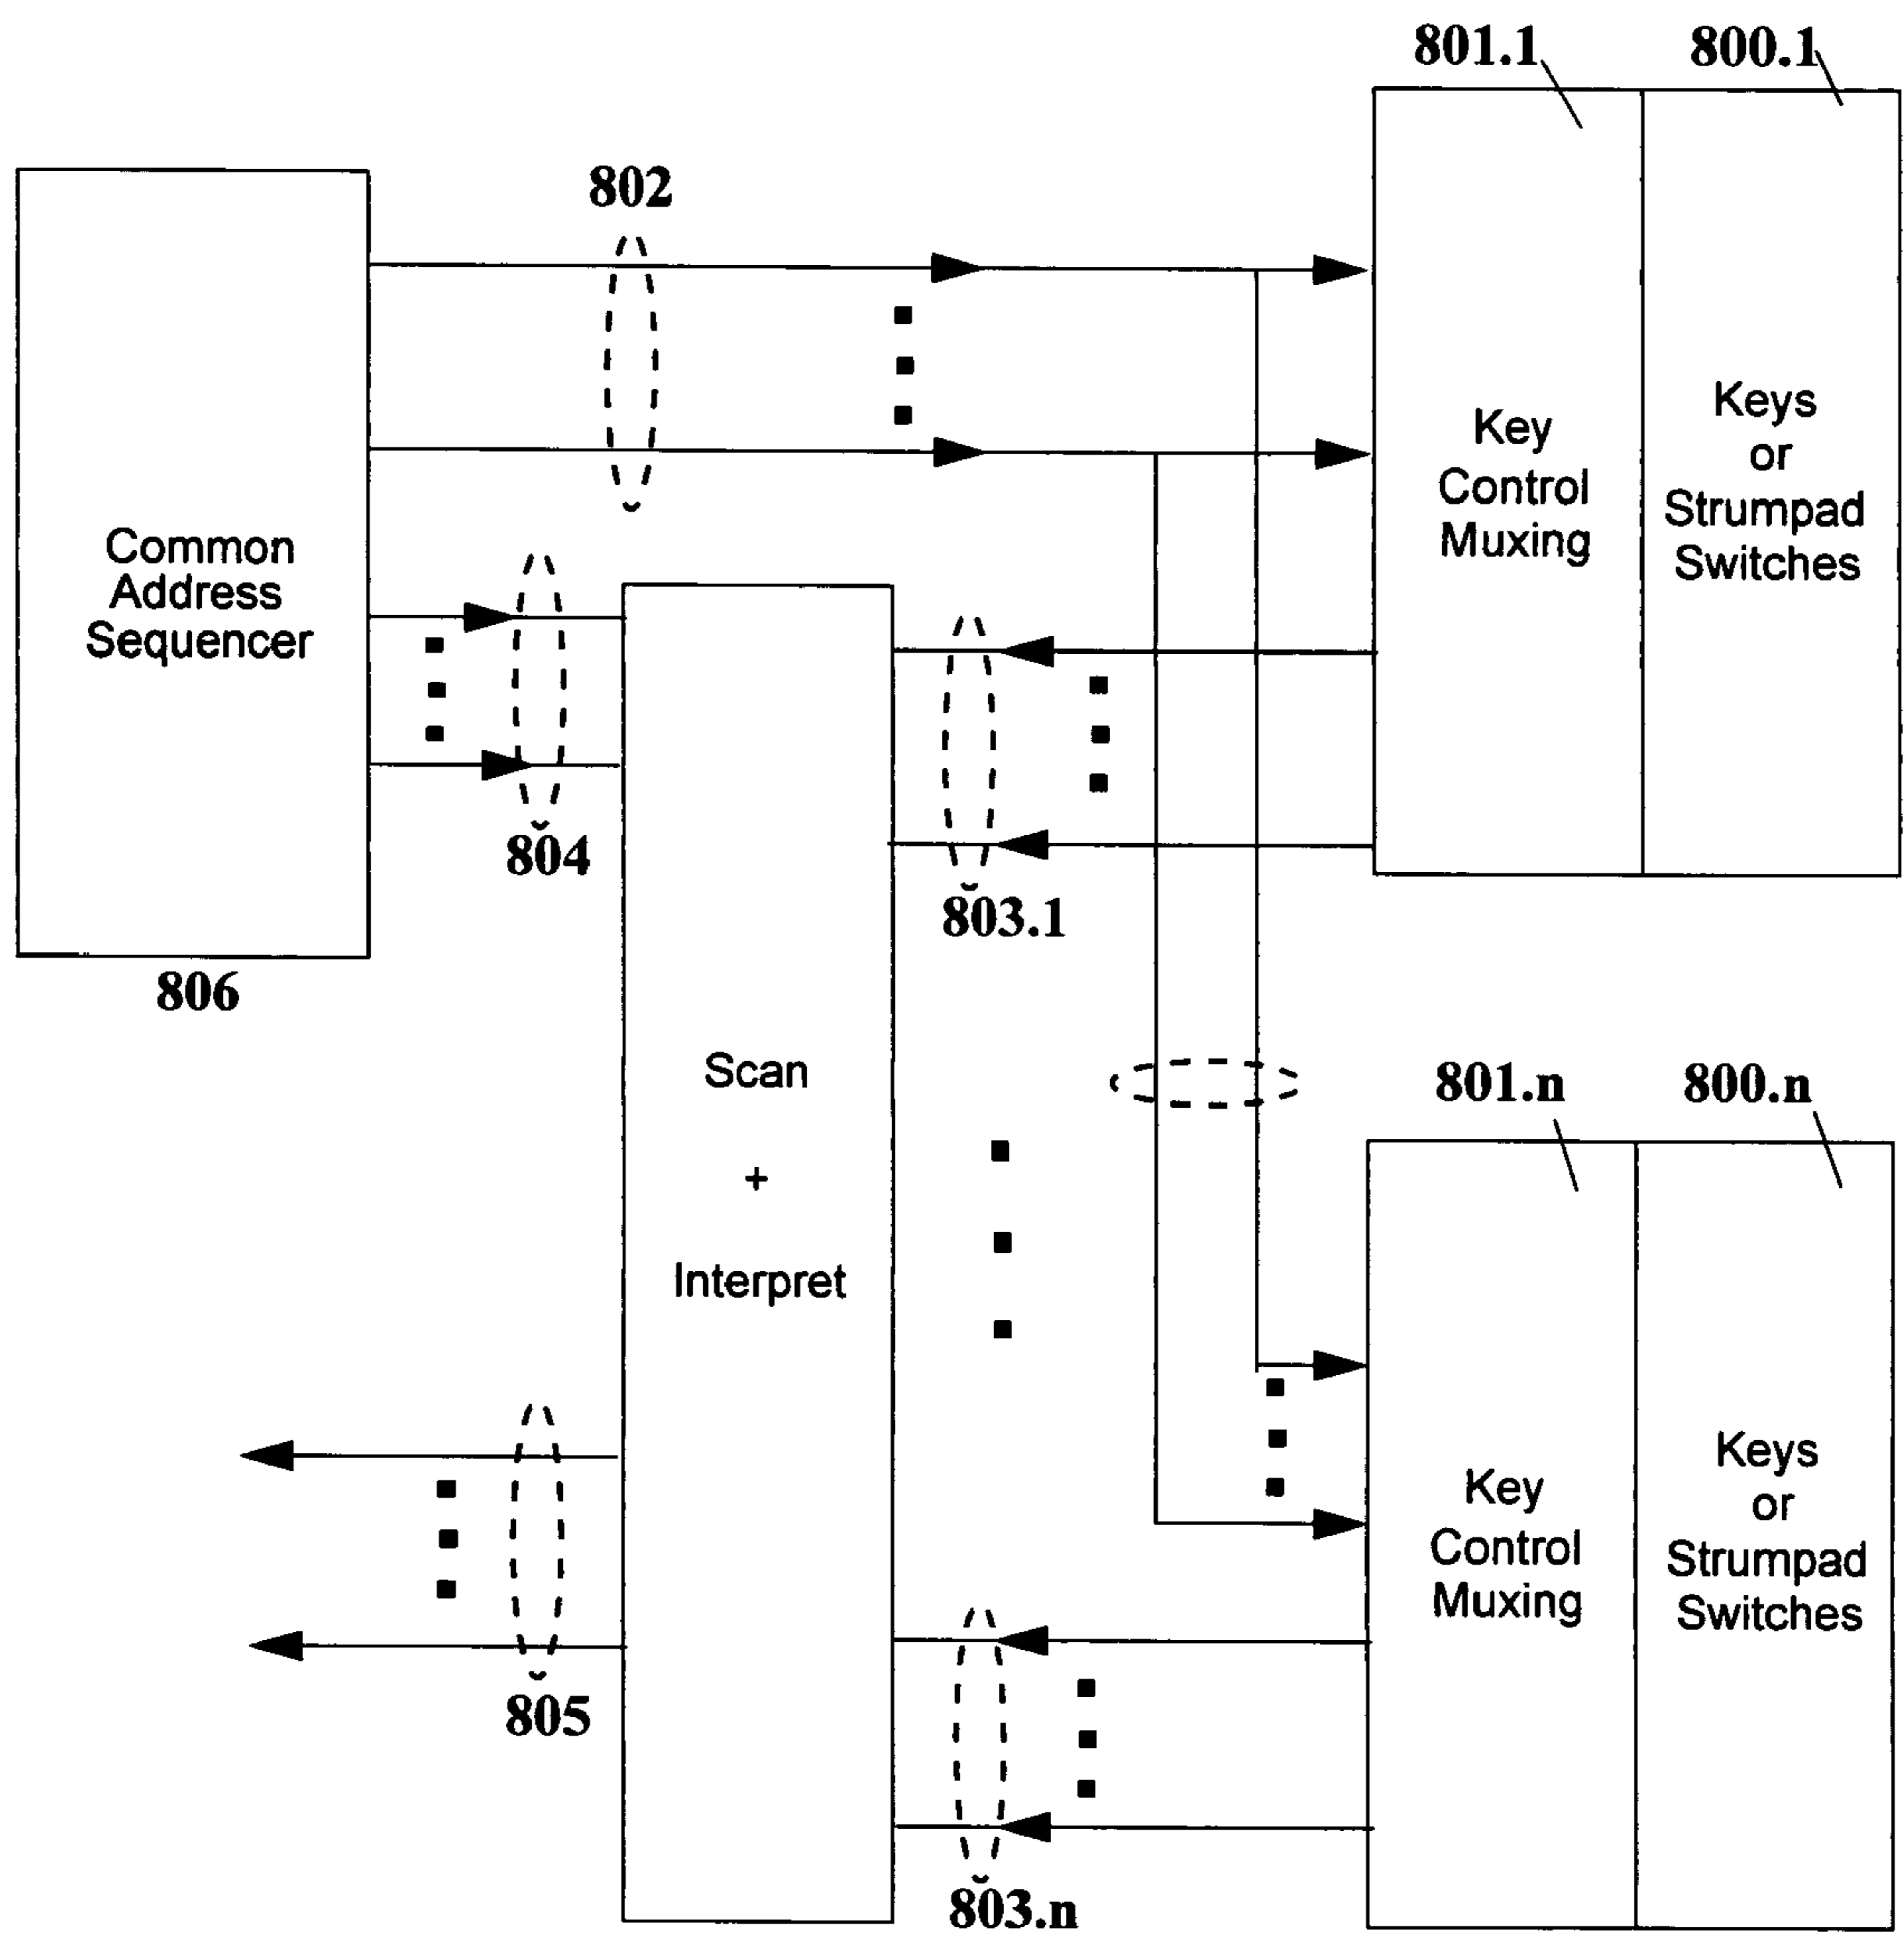 801.1
800.1
802
Key
Control
Muxing
Keys
or
Strumpad
Switches
Common
Address
Sequencer
804
803.1
806
Scan
+
Interpret
801.n
800.n
Key
Control
Muxing
Keys
or
Strumpad
Switches
805
803.n